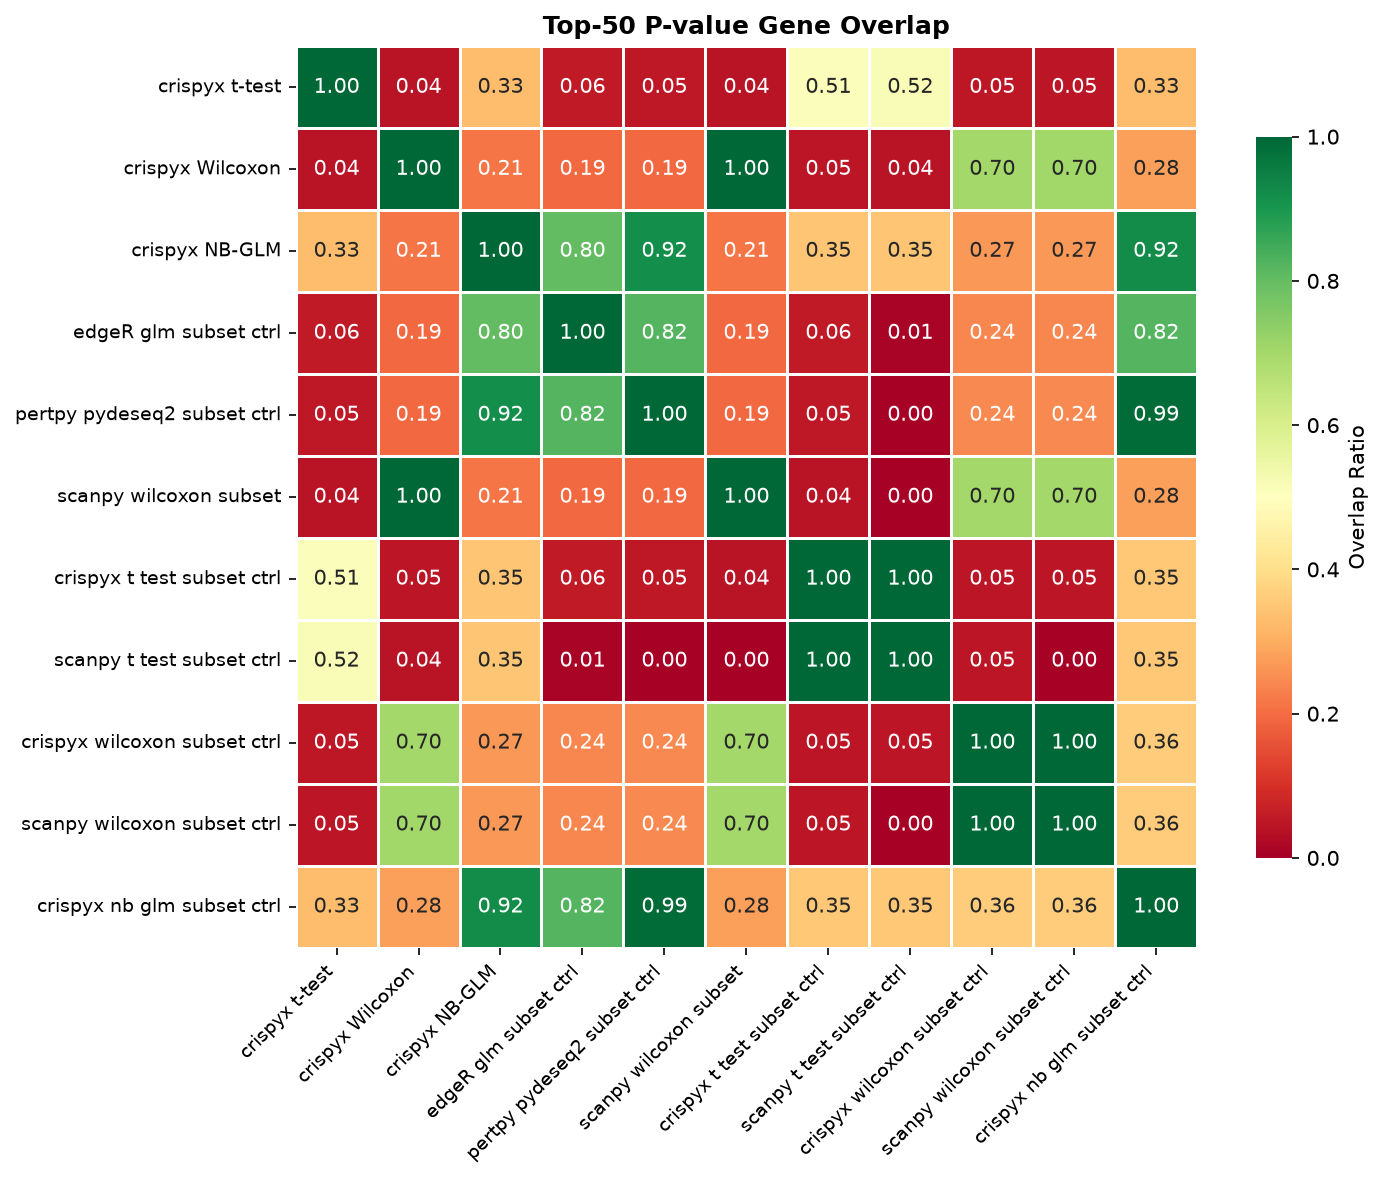 Top-50 P-value Gene Overlap
crispyx t-test 1.00 0.04 0.33 0.06 0.05 0.04 0.51 0.52 0.05 0.05 0.33
crispyx Wilcoxon 0.04 1.00 0.21 0.19 0.19 1.00 0.05 0.04 0.70 0.70 0.28
crispyx NB-GLM 0.33 0.21 1.00 0.80 0.92 0.21 0.35 0.35 0.27 0.27 0.92
edgeR glm subset ctrl 0.06 0.19 0.80 1.00 0.82 0.19 0.06 0.01 0.24 0.24 0.82
pertpy pydeseq2 subset ctrl 0.05 0.19 0.92 0.82 1.00 0.19 0.05 0.00 0.24 0.24 0.99
scanpy wilcoxon subset 0.04 1.00 0.21 0.19 0.19 1.00 0.04 0.00 0.70 0.70 0.28
crispyx t test subset ctrl 0.51 0.05 0.35 0.06 0.05 0.04 1.00 1.00 0.05 0.05 0.35
scanpy t test subset ctrl 0.52 0.04 0.35 0.01 0.00 0.00 1.00 1.00 0.05 0.00 0.35
crispyx wilcoxon subset ctrl 0.05 0.70 0.27 0.24 0.24 0.70 0.05 0.05 1.00 1.00 0.36
scanpy wilcoxon subset ctrl 0.05 0.70 0.27 0.24 0.24 0.70 0.05 0.00 1.00 1.00 0.36
crispyx nb glm subset ctrl 0.33 0.28 0.92 0.82 0.99 0.28 0.35 0.35 0.36 0.36 1.00
crispyx t-test
crispyx Wilcoxon
crispyx NB-GLM
edgeR glm subset ctrl
pertpy pydeseq2 subset ctrl
scanpy wilcoxon subset
crispyx t test subset ctrl
scanpy t test subset ctrl
crispyx wilcoxon subset ctrl
scanpy wilcoxon subset ctrl
crispyx nb glm subset ctrl
1.0
0.8
0.6
0.4
0.2
0.0
Overlap Ratio